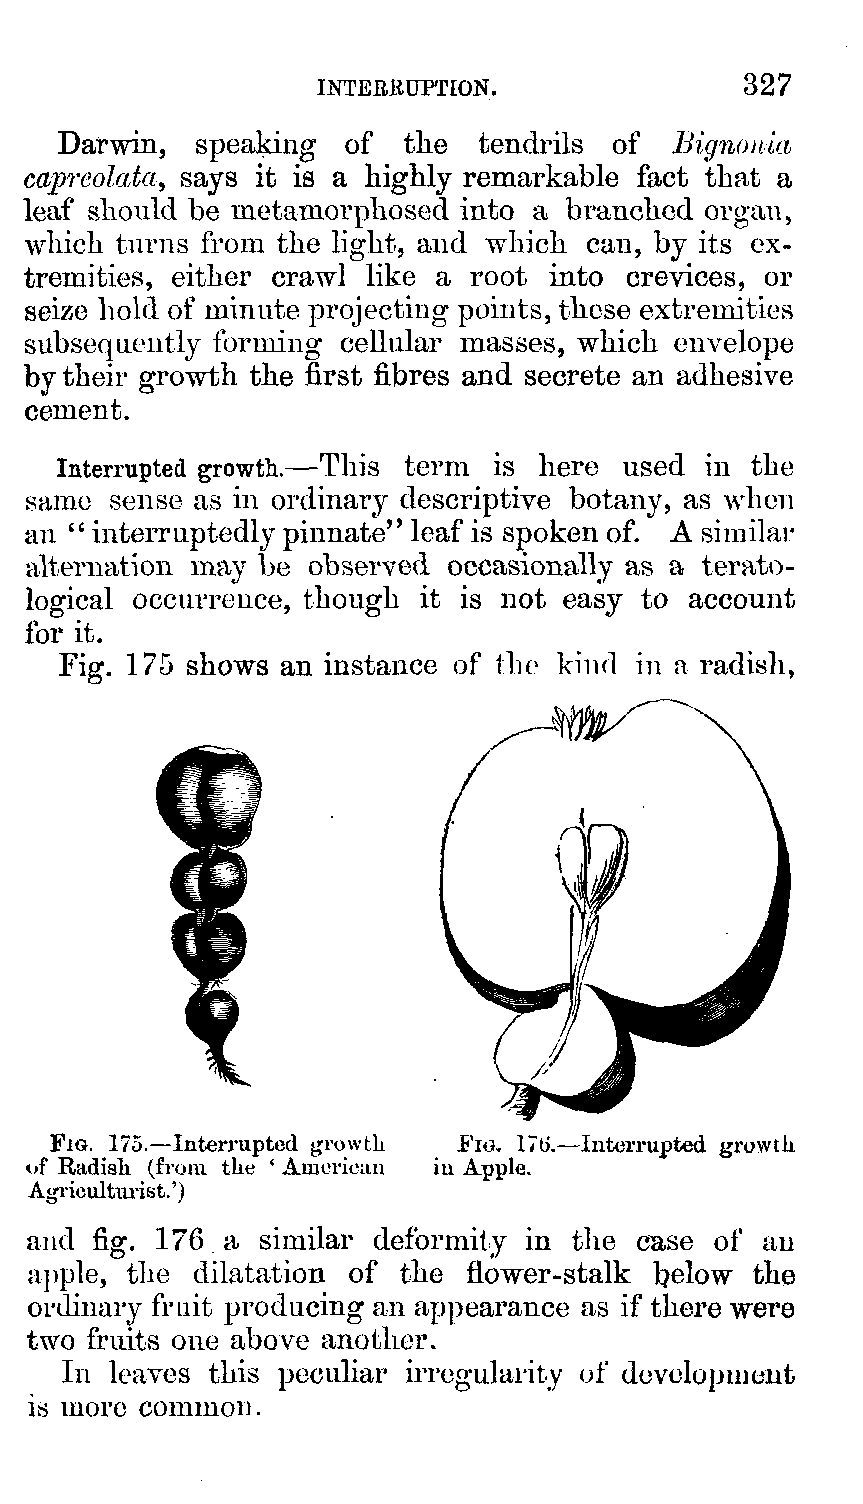 INTERRUPTION. 327
Darwin, speaking of the tendrils of Bignonia
capreolata, says it is a highly remarkable fact that a
leaf should be metamorphosed into a branched organ,
which turns from the light, and which can, by its ex-
tremities, either crawl like a root into crevices, or
seize hold of minute projecting points, these extremities
subsequently forming cellular masses, which envelope
by their growth the first fibres and secrete an adhesive
cement.
Interrupted growth.—This term is here used in the
same sense as in ordinary descriptive botany, as when
an “interruptedly pinnate” leaf is spoken of. A similar
alternation may be observed occasionally as a terato-
logical occurrence, though it is not easy to account
for it.
Fig. 175 shows an instance of the kind in a radish,
FIG. 175.—Interrupted growth
of Radish (from the ‘American
Agriculturist.’)
FIG. 176.—Interrupted growth
in Apple.
and fig. 176 a similar deformity in the case of an
apple, the dilatation of the flower-stalk below the
ordinary fruit producing an appearance as if there were
two fruits one above another.
In leaves this peculiar irregularity of development
is more common.